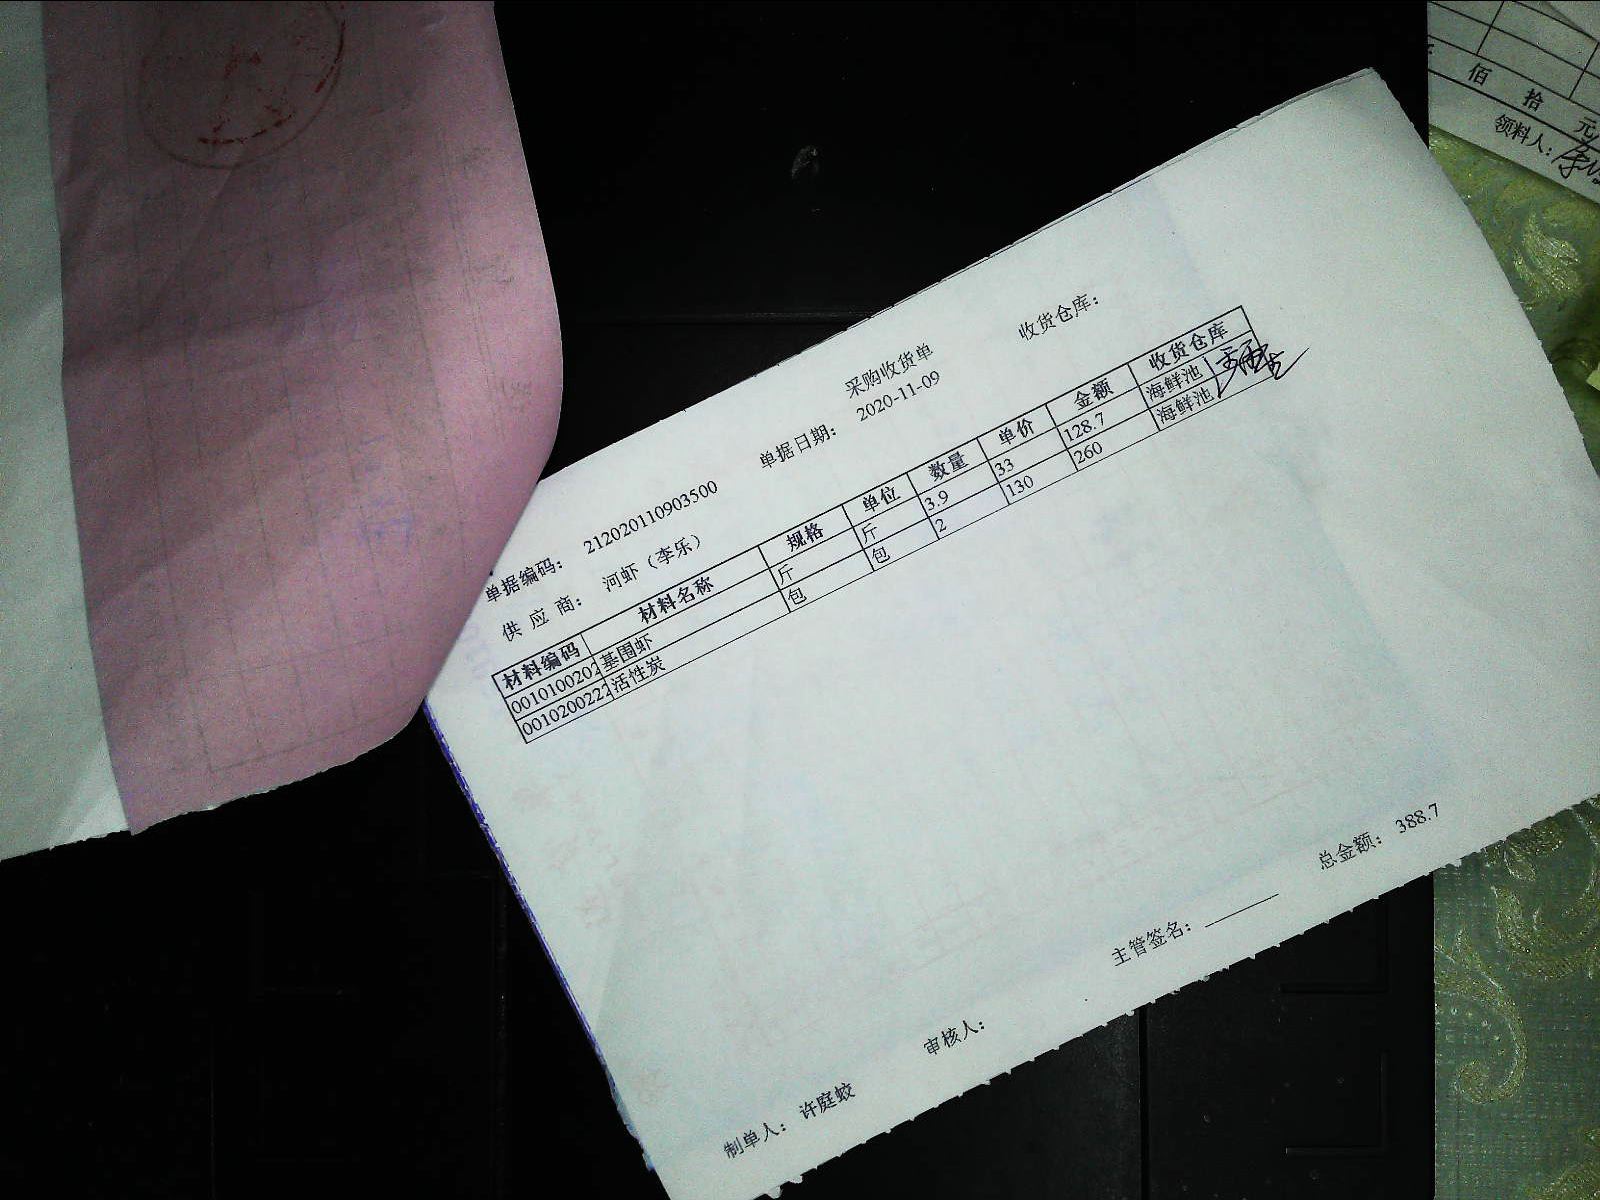 采购收货单
单据编码： 212020110903500 单据日期： 2020-11-09 收货仓库：
供 应 商： 河虾（李乐）
材料编码 材料名称 规格 单位 数量 单价 金额 收货仓库
0010100202 基围虾 斤 斤 3.9 33 128.7 海鲜池
0010200222 活性炭 包 包 2 130 260 海鲜池
总金额： 388.7
制单人： 许庭蛟 审核人： 主管签名：
佰 拾 元
领料人：